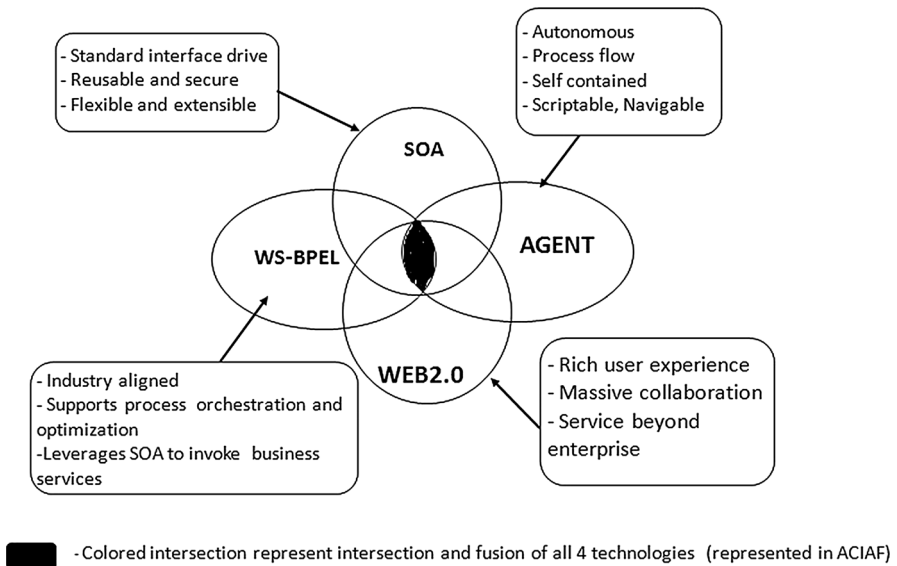 - Standard interface drive
- Reusable and secure
- Flexible and extensible
- Autonomous
- Process flow
- Self contained
- Scriptable, Navigable
SOA
WS-BPEL
AGENT
WEB2.0
- Industry aligned
- Supports process orchestration and
optimization
-Leverages SOA to invoke business
services
- Rich user experience
- Massive collaboration
- Service beyond
enterprise
- Colored intersection represent intersection and fusion of all 4 technologies (represented in ACIAF)